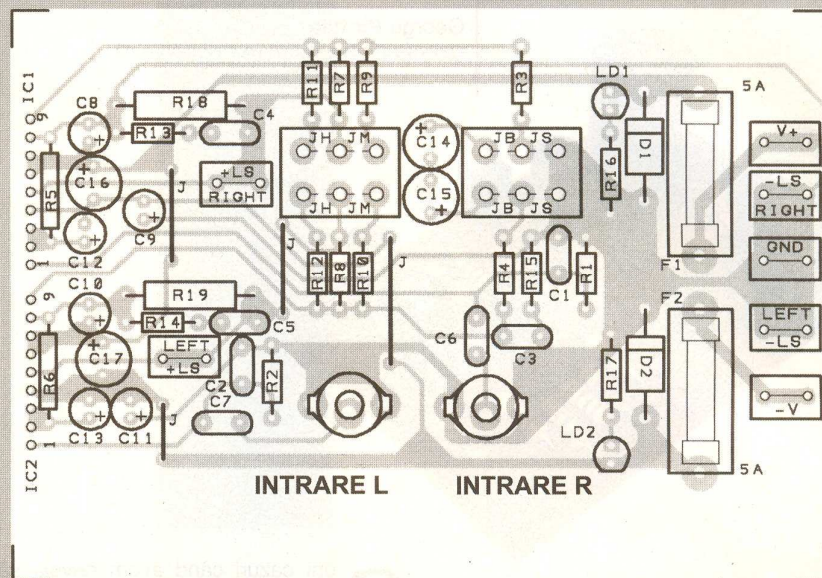 IC1
9
C8
R18
R13
C4
R11
R7
R9
R3
LD1
5A
V+
+
JH
JM
+
C14
JB
JS
R16
D1
-LS
RIGHT
R5
+
C16
+LS
RIGHT
J
JH
JM
C15
+
JB
JS
C9
+
C12
+
1
GND
F1
C10
9
R19
R14
C5
J
R12
R8
R10
J
R4
R15
C1
R1
F2
LEFT
-LS
+
C17
LEFT
+LS
C2
R2
C6
C3
R17
D2
R6
C7
J
-V
+
C13
+
C11
1
IC2
LD2
5A
INTRARE L
INTRARE R